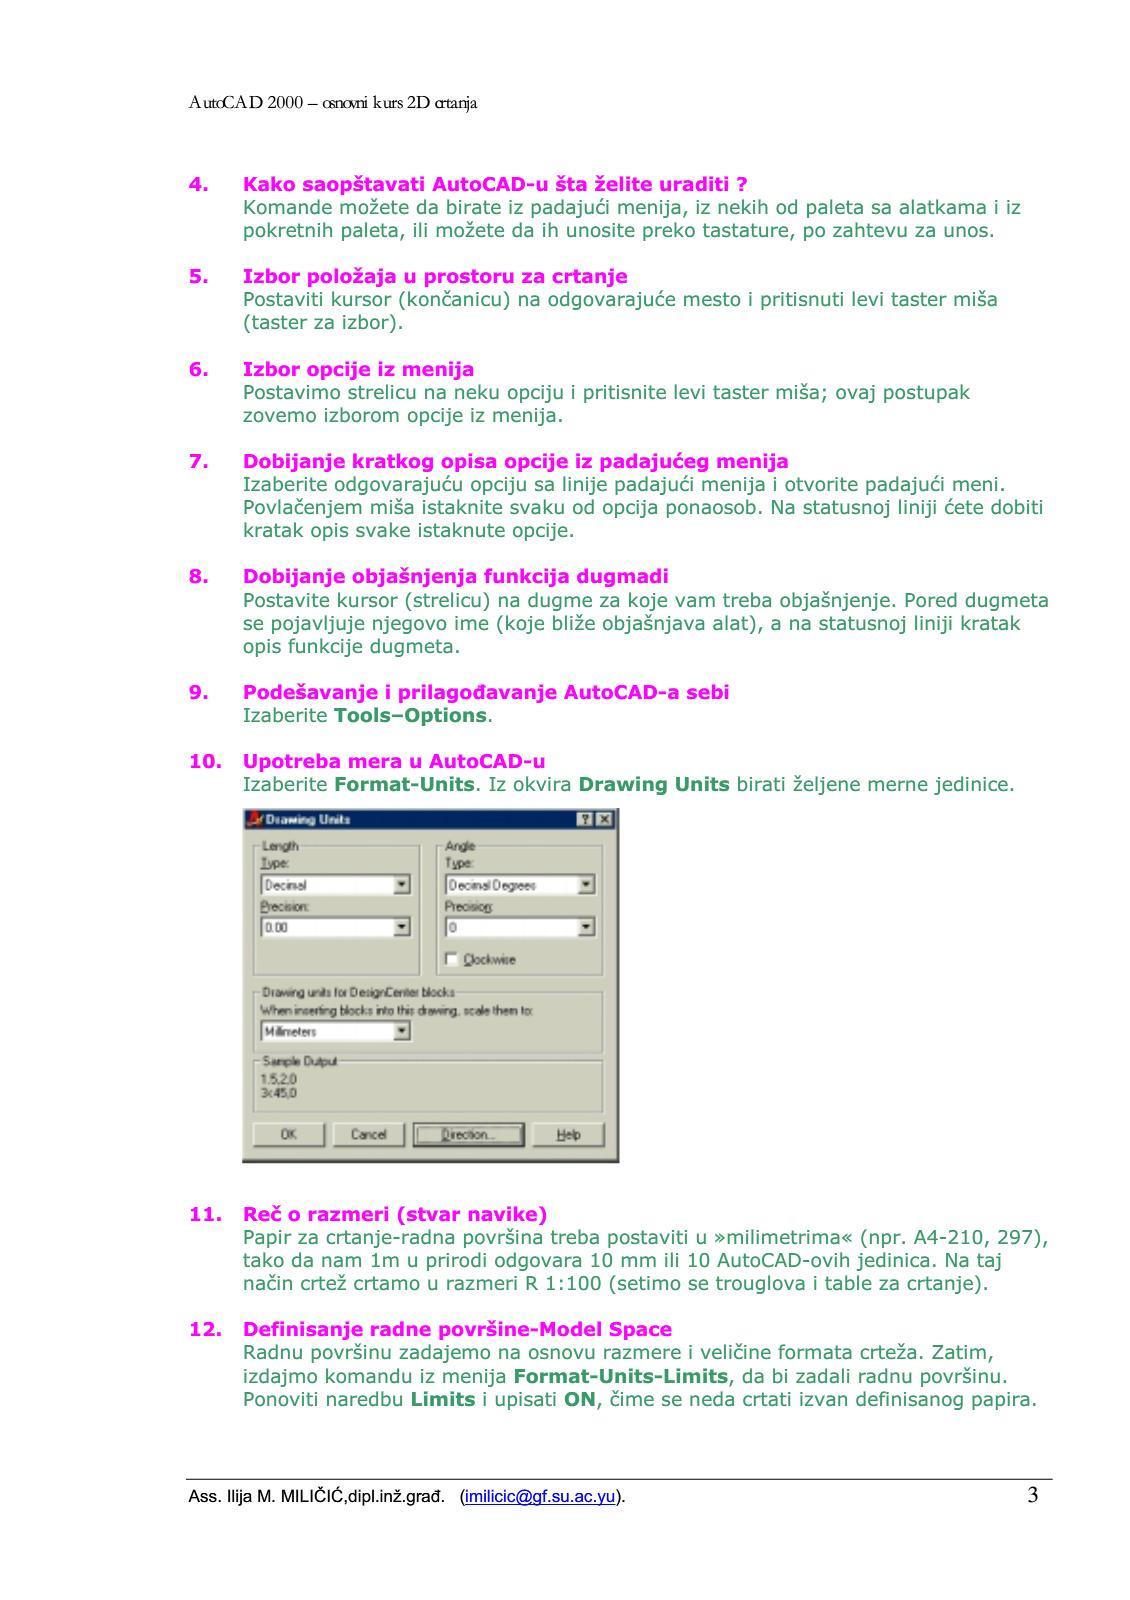 AutoCAD 2000 – osnovni kurs 2D crtanja
4. Kako saopštavati AutoCAD-u šta želite uraditi ?
Komande možete da birate iz padajući menija, iz nekih od paleta sa alatkama i iz
pokretnih paleta, ili možete da ih unosite preko tastature, po zahtevu za unos.
5. Izbor položaja u prostoru za crtanje
Postaviti kursor (končanicu) na odgovarajuće mesto i pritisnuti levi taster miša
(taster za izbor).
6. Izbor opcije iz menija
Postavimo strelicu na neku opciju i pritisnite levi taster miša; ovaj postupak
zovemo izborom opcije iz menija.
7. Dobijanje kratkog opisa opcije iz padajućeg menija
Izaberite odgovarajuću opciju sa linije padajući menija i otvorite padajući meni.
Povlačenjem miša istaknite svaku od opcija ponaosob. Na statusnoj liniji ćete dobiti
kratak opis svake istaknute opcije.
8. Dobijanje objašnjenja funkcija dugmadi
Postavite kursor (strelicu) na dugme za koje vam treba objašnjenje. Pored dugmeta
se pojavljuje njegovo ime (koje bliže objašnjava alat), a na statusnoj liniji kratak
opis funkcije dugmeta.
9. Podešavanje i prilagođavanje AutoCAD-a sebi
Izaberite Tools–Options.
10. Upotreba mera u AutoCAD-u
Izaberite Format-Units. Iz okvira Drawing Units birati željene merne jedinice.
Drawing Units
Length
Type:
Decimal
Precision:
0.00
Angle
Type:
Decimal Degrees
Precision:
0
Clockwise
Drawing units for DesignCenter blocks
When inserting blocks into this drawing, scale them to:
Millimeters
Sample Output
1.5,2,0
3<45,0
OK Cancel Direction... Help
11. Reč o razmeri (stvar navike)
Papir za crtanje-radna površina treba postaviti u »milimetrima« (npr. A4-210, 297),
tako da nam 1m u prirodi odgovara 10 mm ili 10 AutoCAD-ovih jedinica. Na taj
način crtež crtamo u razmeri R 1:100 (setimo se trouglova i table za crtanje).
12. Definisanje radne površine-Model Space
Radnu površinu zadajemo na osnovu razmere i veličine formata crteža. Zatim,
izdajmo komandu iz menija Format-Units-Limits, da bi zadali radnu površinu.
Ponoviti naredbu Limits i upisati ON, čime se neda crtati izvan definisanog papira.
Ass. Ilija M. MILIČIĆ,dipl.inž.građ. (imilicic@gf.su.ac.yu). 3